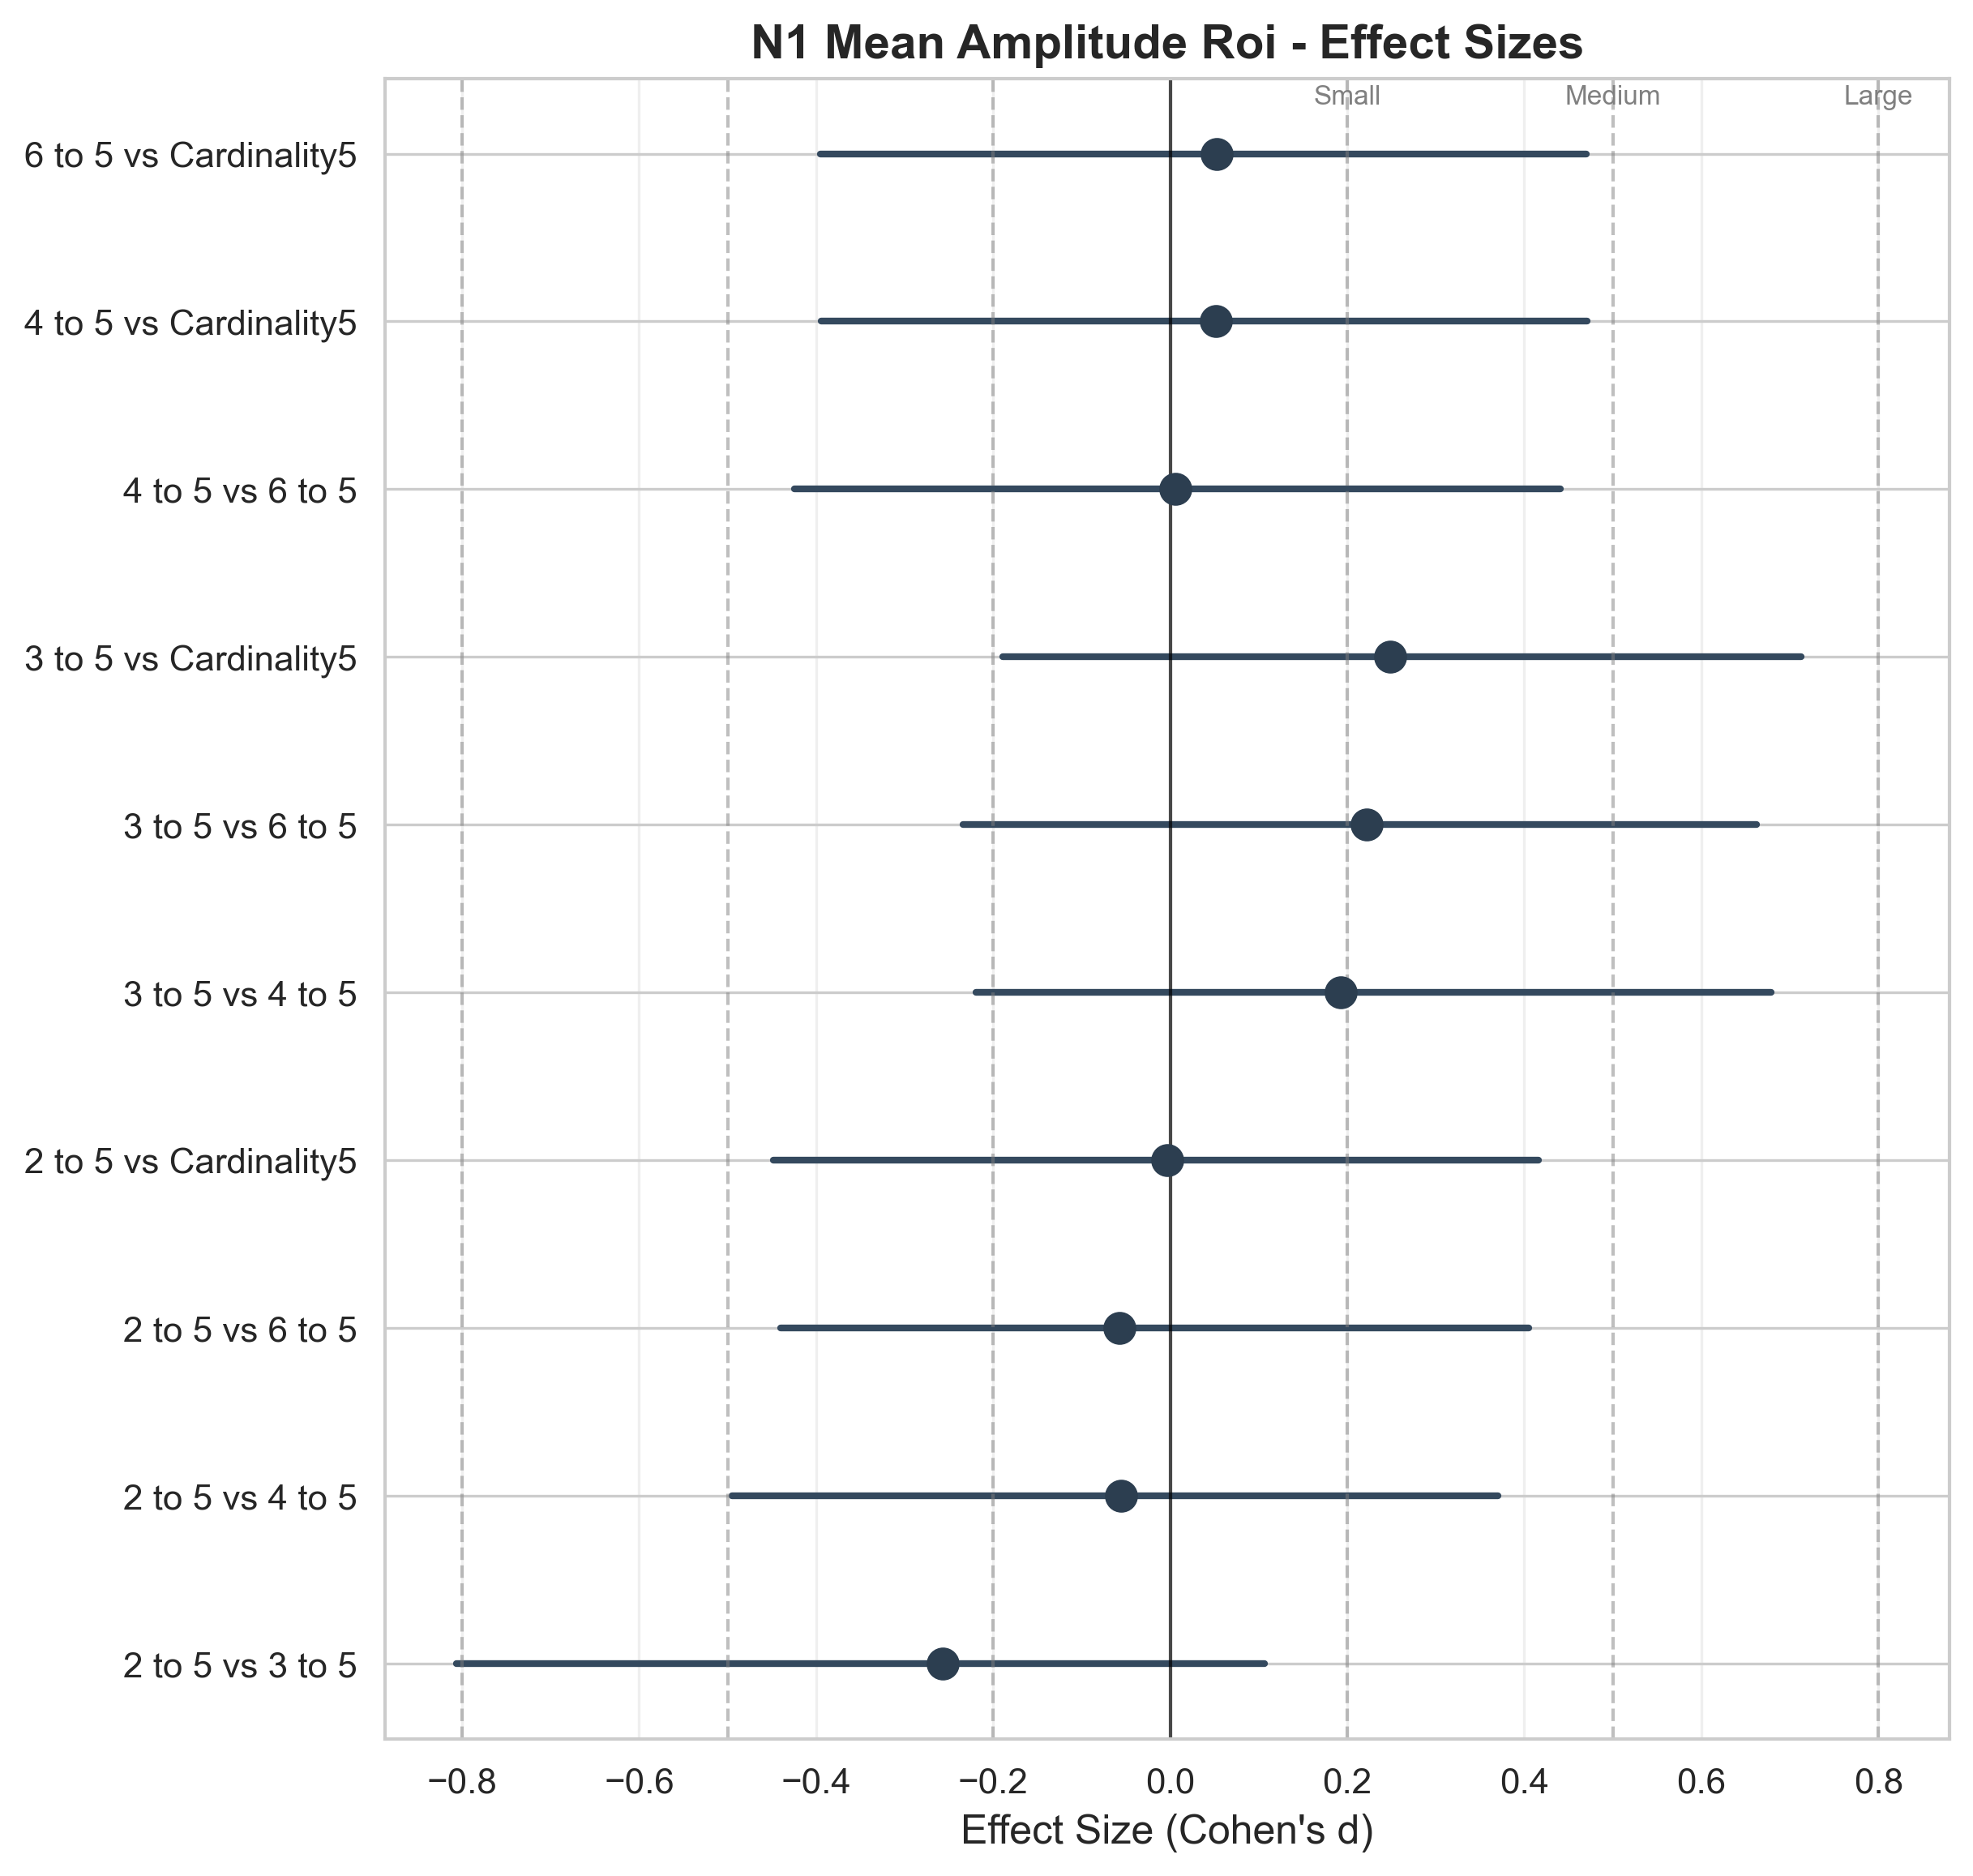 N1 Mean Amplitude Roi - Effect Sizes
Small Medium Large
6 to 5 vs Cardinality5
4 to 5 vs Cardinality5
4 to 5 vs 6 to 5
3 to 5 vs Cardinality5
3 to 5 vs 6 to 5
3 to 5 vs 4 to 5
2 to 5 vs Cardinality5
2 to 5 vs 6 to 5
2 to 5 vs 4 to 5
2 to 5 vs 3 to 5
−0.8 −0.6 −0.4 −0.2 0.0 0.2 0.4 0.6 0.8
Effect Size (Cohen's d)